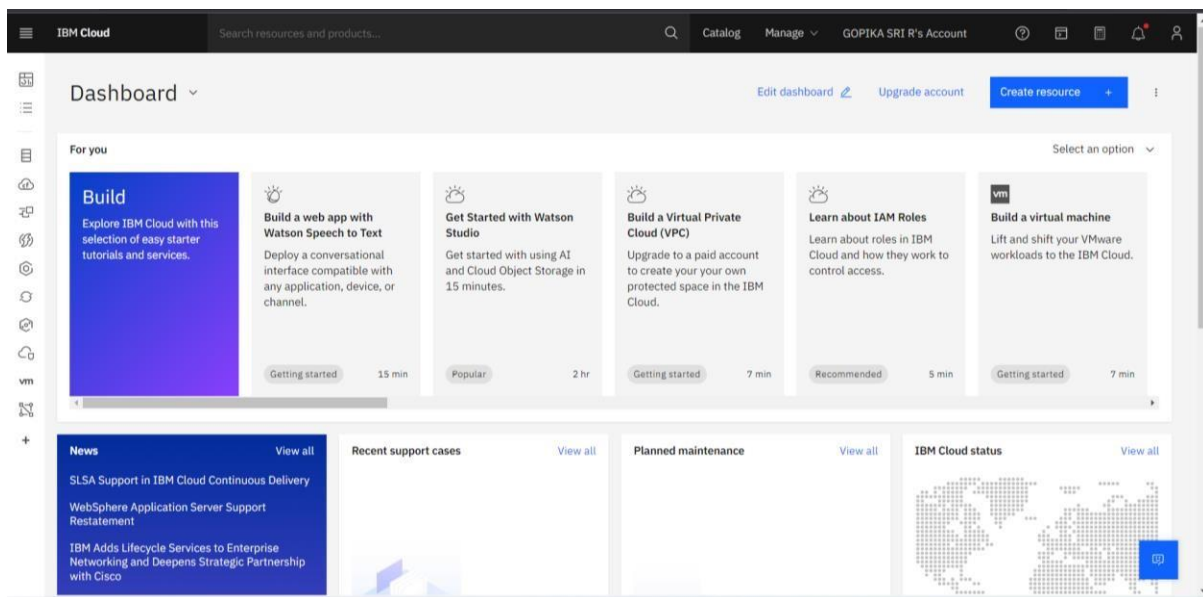 IBM Cloud
Search resources and products...
Catalog
Manage
GOPIKA SRI R's Account
Dashboard
Edit dashboard
Upgrade account
Create resource +
For you
Select an option
Build
Explore IBM Cloud with this
selection of easy starter
tutorials and services.
Build a web app with
Watson Speech to Text
Deploy a conversational
interface compatible with
any application, device, or
channel.
Getting started
15 min
Get Started with Watson
Studio
Get started with using AI
and Cloud Object Storage in
15 minutes.
Popular
2 hr
Build a Virtual Private
Cloud (VPC)
Upgrade to a paid account
to create your your own
protected space in the IBM
Cloud.
Getting started
7 min
Learn about IAM Roles
Learn about roles in IBM
Cloud and how they work to
control access.
Recommended
5 min
vm
Build a virtual machine
Lift and shift your VMware
workloads to the IBM Cloud.
Getting started
7 min
vm
+
News
View all
SLSA Support in IBM Cloud Continuous Delivery
WebSphere Application Server Support
Restatement
IBM Adds Lifecycle Services to Enterprise
Networking and Deepens Strategic Partnership
with Cisco
Recent support cases
View all
Planned maintenance
View all
IBM Cloud status
View all